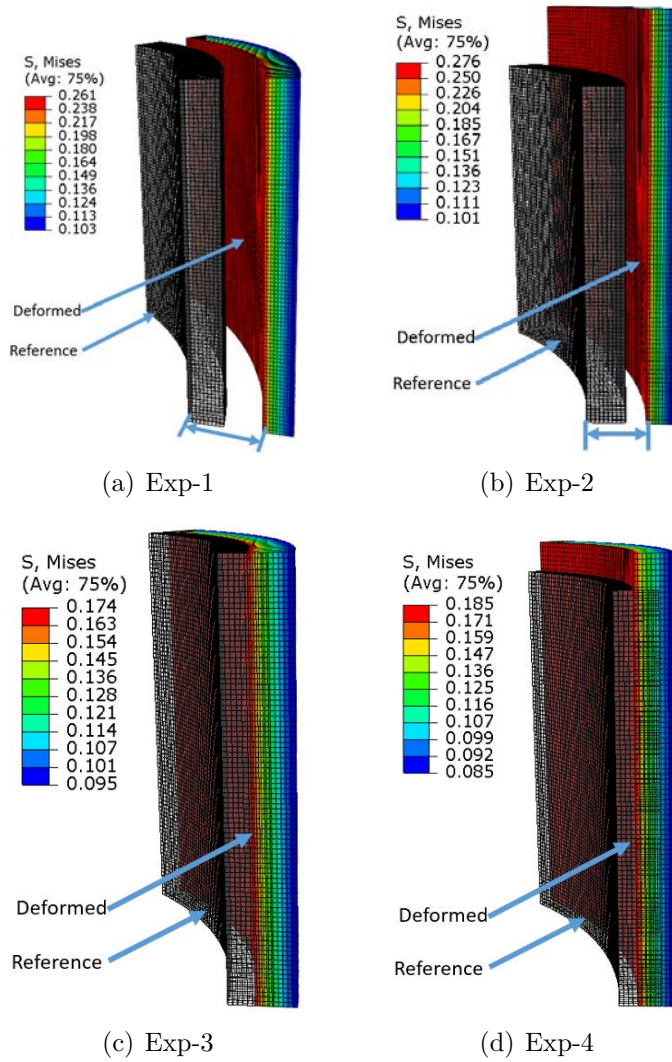 S, Mises
(Avg: 75%)
0.261
0.238
0.217
0.198
0.180
0.164
0.149
0.136
0.124
0.113
0.103
Deformed
Reference
(a) Exp-1
S, Mises
(Avg: 75%)
0.276
0.250
0.226
0.204
0.185
0.167
0.151
0.136
0.123
0.111
0.101
Deformed
Reference
(b) Exp-2
S, Mises
(Avg: 75%)
0.174
0.163
0.154
0.145
0.136
0.128
0.121
0.114
0.107
0.101
0.095
Deformed
Reference
(c) Exp-3
S, Mises
(Avg: 75%)
0.185
0.171
0.159
0.147
0.136
0.125
0.116
0.107
0.099
0.092
0.085
Deformed
Reference
(d) Exp-4